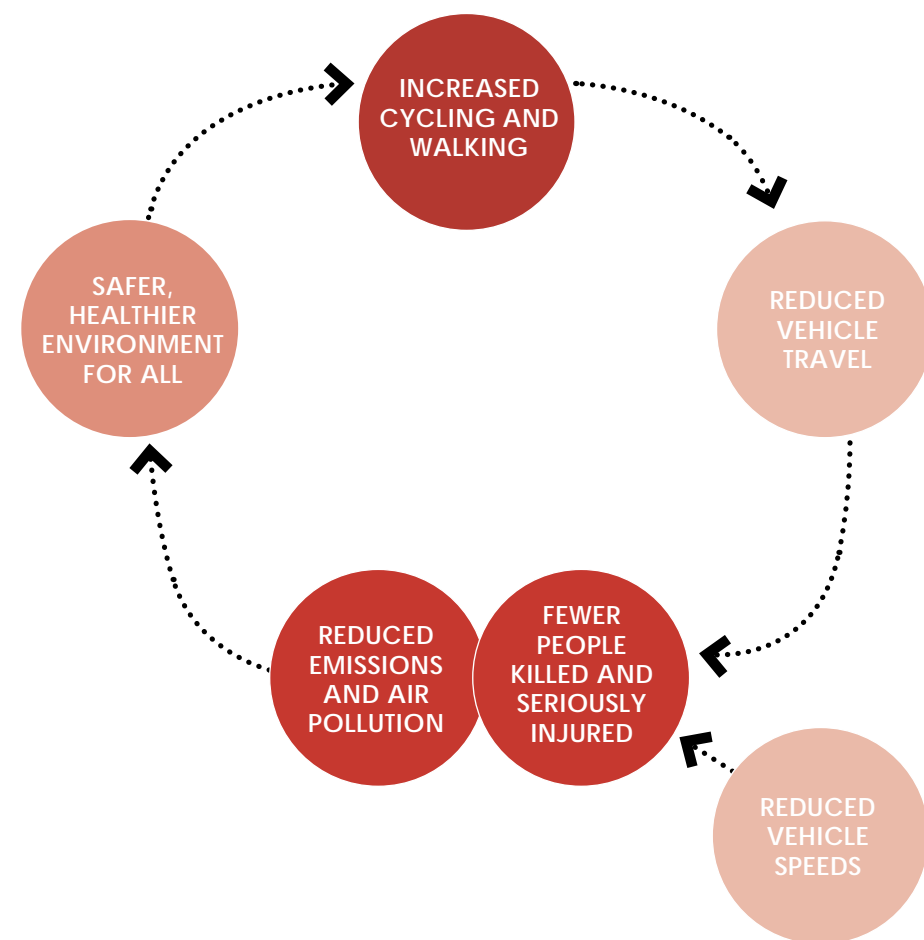 INCREASED
CYCLING AND
WALKING
REDUCED
VEHICLE
TRAVEL
FEWER
PEOPLE
KILLED AND
SERIOUSLY
INJURED
REDUCED
EMISSIONS
AND AIR
POLLUTION
SAFER,
HEALTHIER
ENVIRONMENT
FOR ALL
REDUCED
VEHICLE
SPEEDS